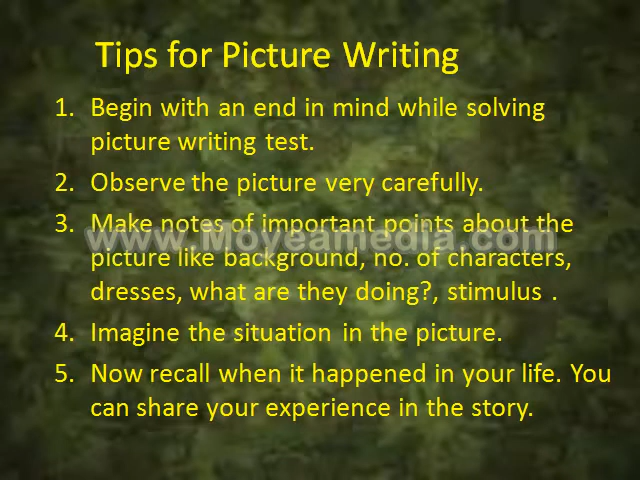 Tips for Picture Writing
1. Begin with an end in mind while solving
picture writing test.
2. Observe the picture very carefully.
3. Make notes of important points about the
www.Moyeamedia.com
picture like background, no. of characters,
dresses, what are they doing?, stimulus .
4. Imagine the situation in the picture.
5. Now recall when it happened in your life. You
can share your experience in the story.